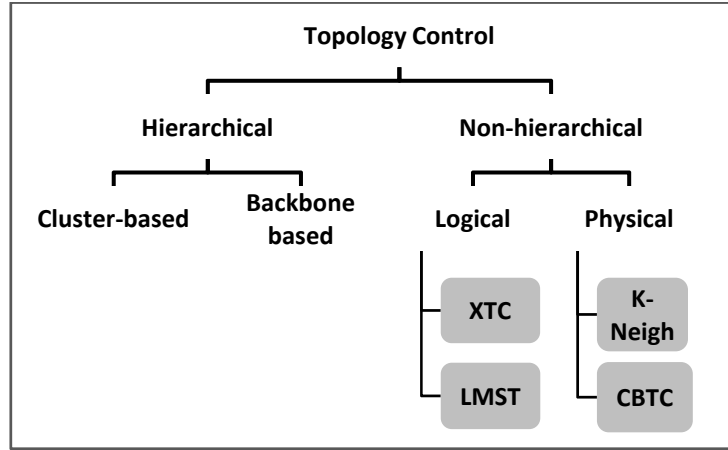 Topology Control
Hierarchical
Non-hierarchical
Cluster-based
Backbone
based
Logical
Physical
XTC
K-
Neigh
LMST
CBTC